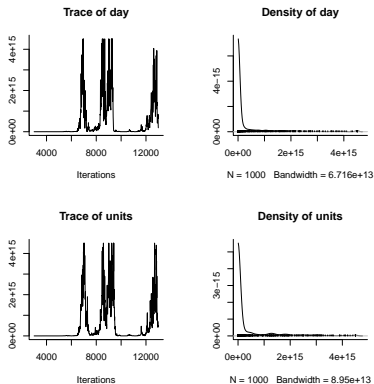 Trace of day
Density of day
0e+00 2e+15 4e+15
4000 8000 12000
Iterations
0e+00 4e−15
0e+00 2e+15 4e+15
N = 1000 Bandwidth = 6.716e+13
Trace of units
Density of units
0e+00 2e+15 4e+15
4000 8000 12000
Iterations
0e+00 3e−15
0e+00 2e+15 4e+15
N = 1000 Bandwidth = 8.95e+13